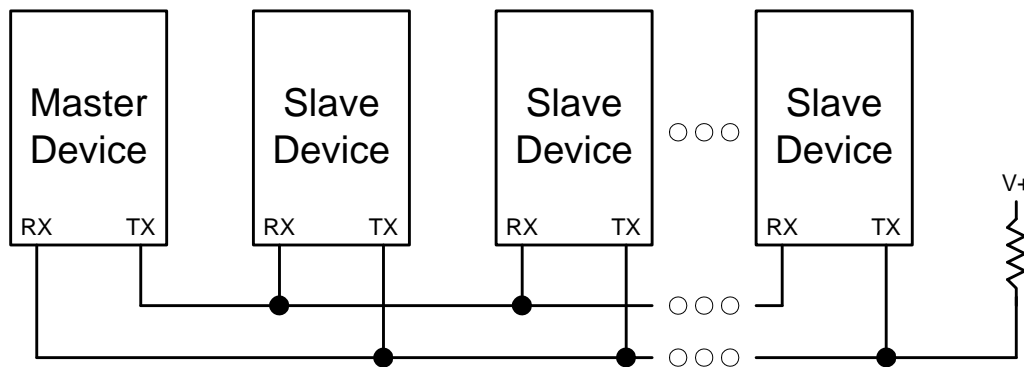 Master
Device
Slave
Device
Slave
Device
Slave
Device
RX TX RX TX RX TX RX TX
V+